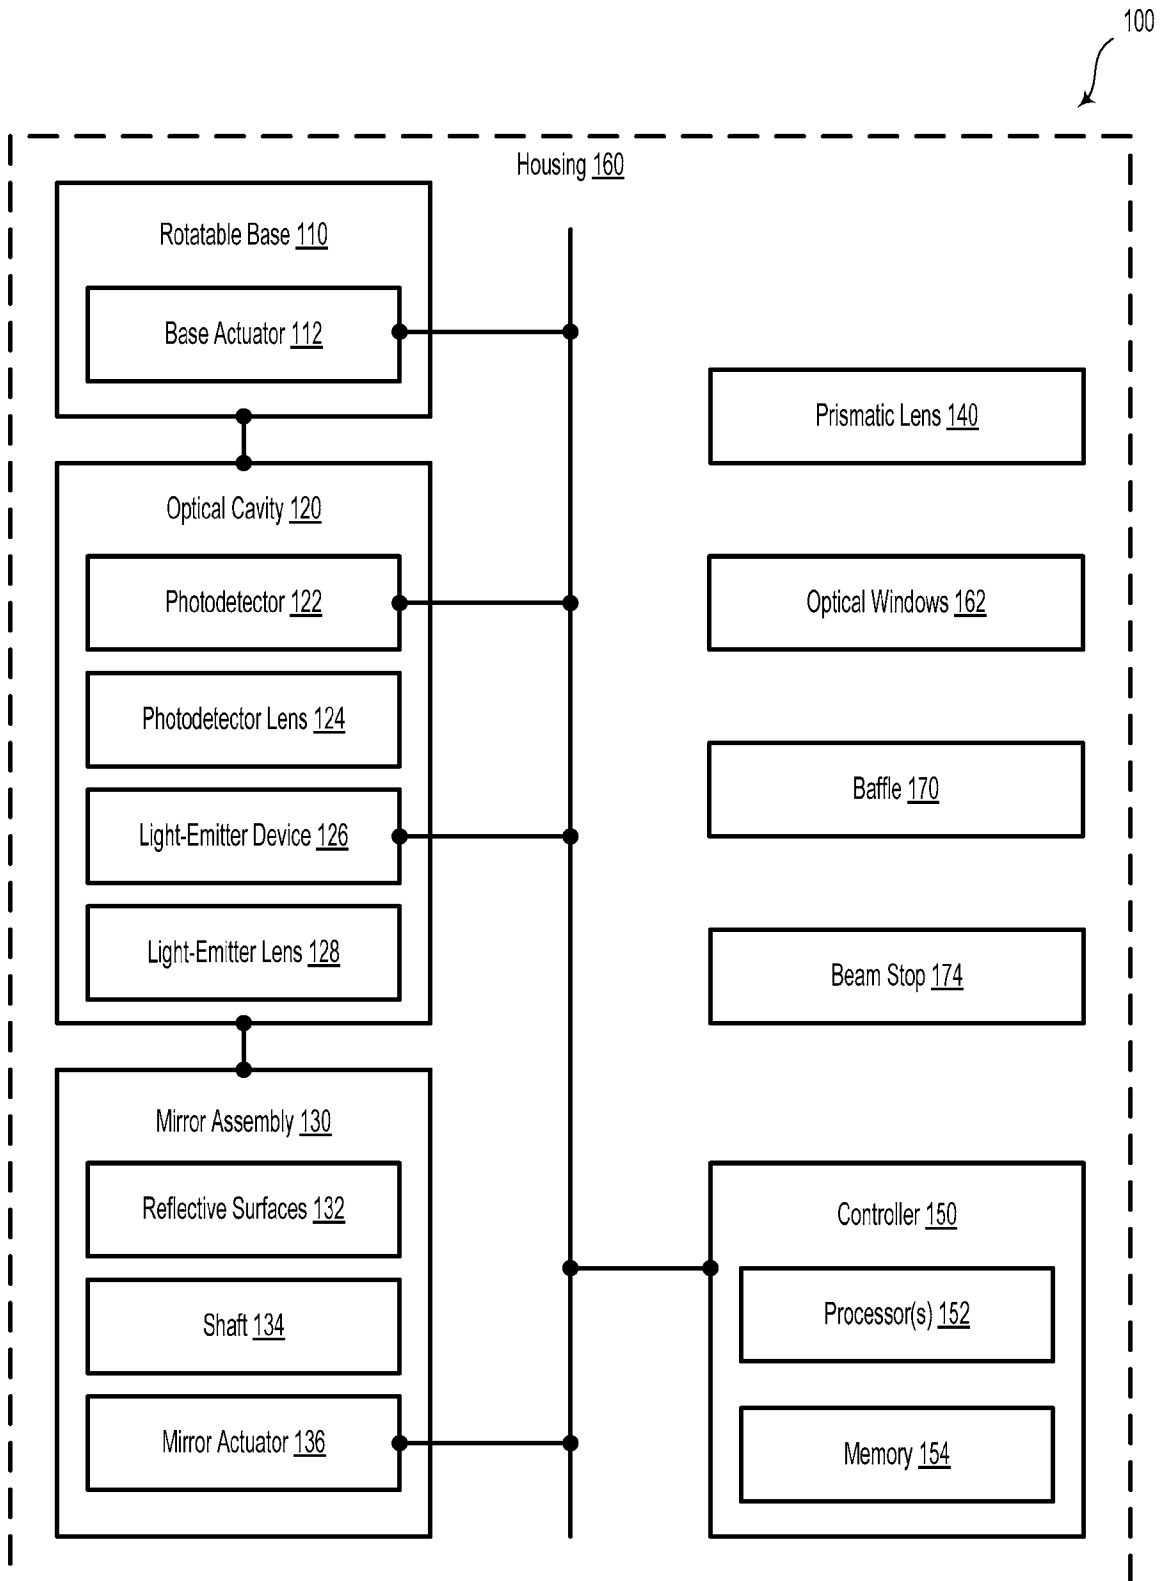 100
Housing 160
Rotatable Base 110
Base Actuator 112
Optical Cavity 120
Photodetector 122
Photodetector Lens 124
Light-Emitter Device 126
Light-Emitter Lens 128
Mirror Assembly 130
Reflective Surfaces 132
Shaft 134
Mirror Actuator 136
Prismatic Lens 140
Optical Windows 162
Baffle 170
Beam Stop 174
Controller 150
Processor(s) 152
Memory 154